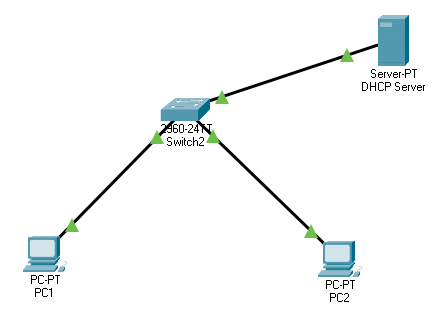 Server-PT
DHCP Server
2960-24TT
Switch2
PC-PT
PC1
PC-PT
PC2